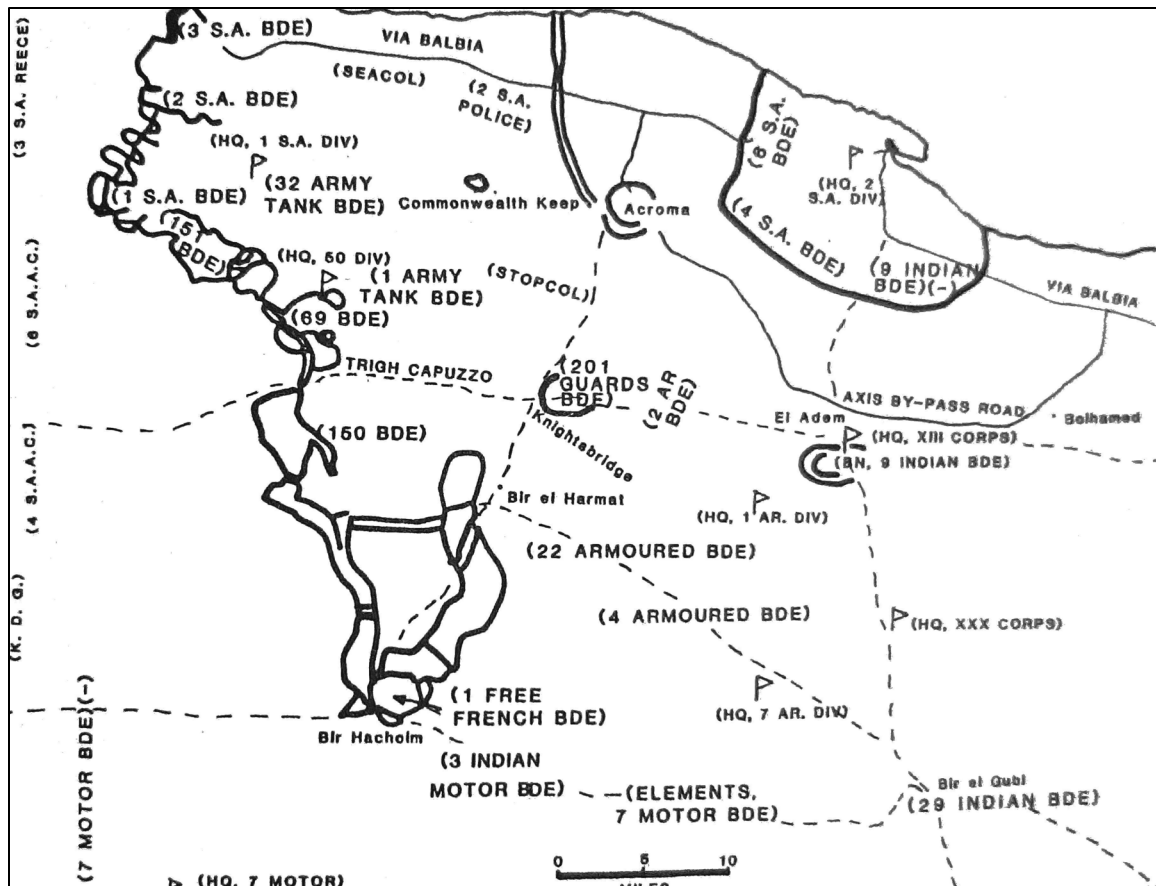 (3 S.A. REECE)
(6 S.A.A.C.)
(4 S.A.A.C.)
(K. D. G.)
(7 MOTOR BDE)(-)
(3 S.A. BDE)
VIA BALBIA
(SEACOL)
(2 S.A.
POLICE)
(2 S.A. BDE)
(HQ, 1 S.A. DIV)
(32 ARMY
TANK BDE)
Commonwealth Keep
Acroma
(6 S.A.
BDE)
(HQ, 2
S.A. DIV)
(1 S.A. BDE)
(151
BDE)
(4 S.A. BDE)
(9 INDIAN
BDE)(-)
(HQ, 50 DIV)
(1 ARMY
TANK BDE)
(STOPCOL)
VIA BALBIA
(69 BDE)
TRIGH CAPUZZO
(201
GUARDS
BDE)
(2 AR
BDE)
AXIS BY-PASS ROAD
El Adem
Belhamed
Knightsbridge
(150 BDE)
(HQ, XIII CORPS)
(BN, 9 INDIAN BDE)
Bir el Harmat
(HQ, 1 AR. DIV)
(22 ARMOURED BDE)
(4 ARMOURED BDE)
(HQ, XXX CORPS)
(1 FREE
FRENCH BDE)
(HQ, 7 AR. DIV)
Bir Hacheim
(3 INDIAN
MOTOR BDE)
(ELEMENTS,
7 MOTOR BDE)
Bir el Gubi
(29 INDIAN BDE)
(HQ, 7 MOTOR)
0 5 10
MILES